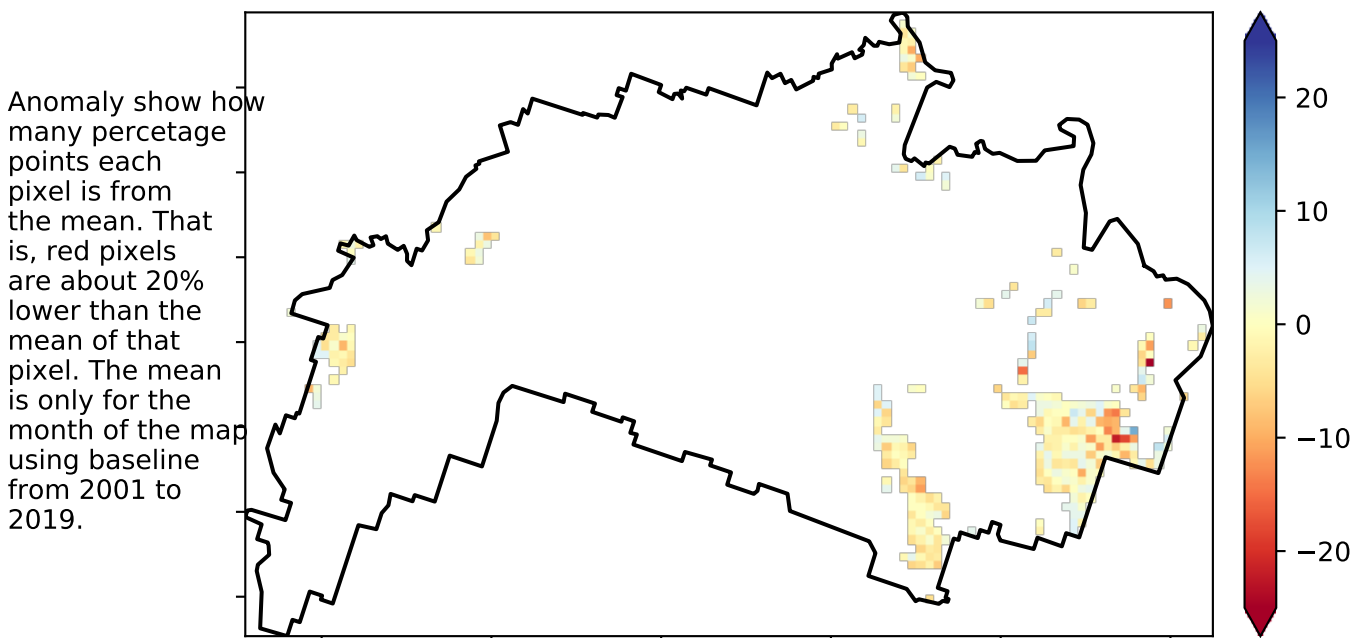 Anomaly show how
many percetage
points each
pixel is from
the mean. That
is, red pixels
are about 20%
lower than the
mean of that
pixel. The mean
is only for the
month of the map
using baseline
from 2001 to
2019.
20
10
0
−10
−20